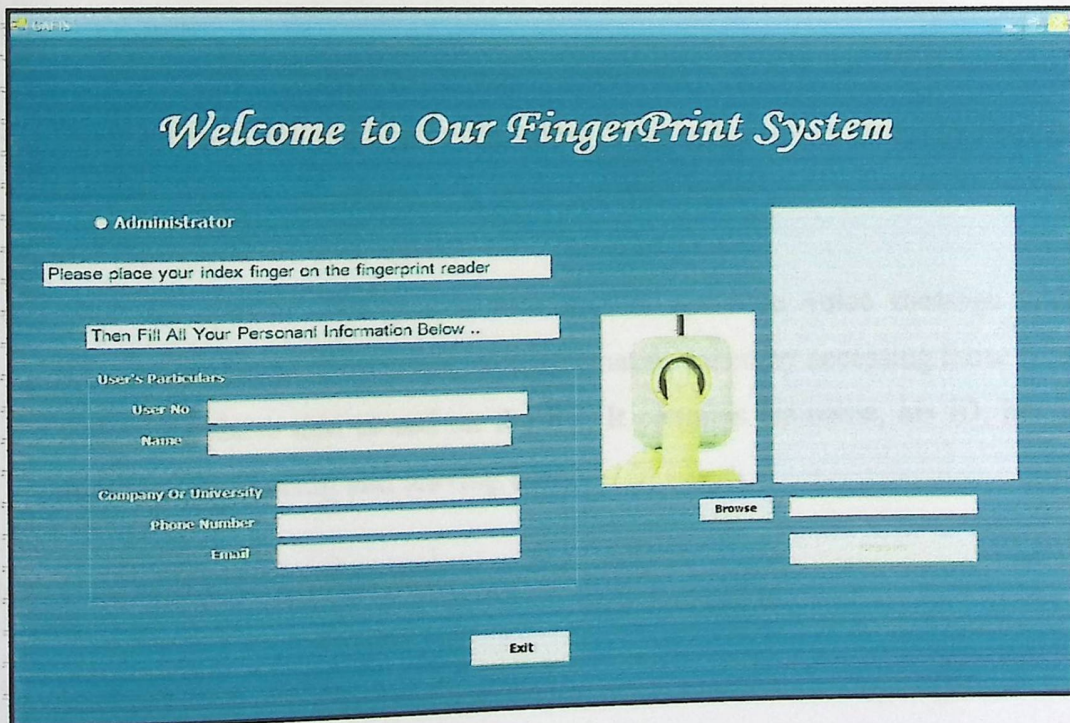 Welcome to Our FingerPrint System
Administrator
Please place your index finger on the fingerprint reader
Then Fill All Your Personanl Information Below ..
User's Particulars
User No
Name
Company Or University
Phone Number
Email
Browse
Exit